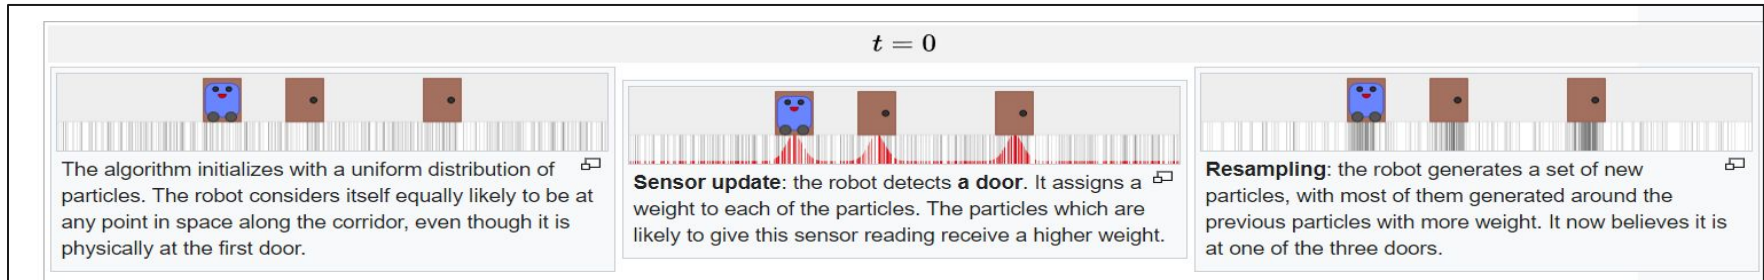 t = 0
The algorithm initializes with a uniform distribution of
particles. The robot considers itself equally likely to be at
any point in space along the corridor, even though it is
physically at the first door.
Sensor update: the robot detects a door. It assigns a
weight to each of the particles. The particles which are
likely to give this sensor reading receive a higher weight.
Resampling: the robot generates a set of new
particles, with most of them generated around the
previous particles with more weight. It now believes it is
at one of the three doors.